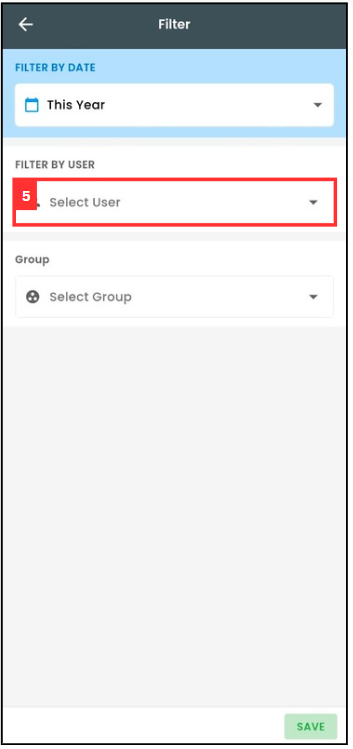 Filter
FILTER BY DATE
This Year
FILTER BY USER
5
Select User
Group
Select Group
SAVE